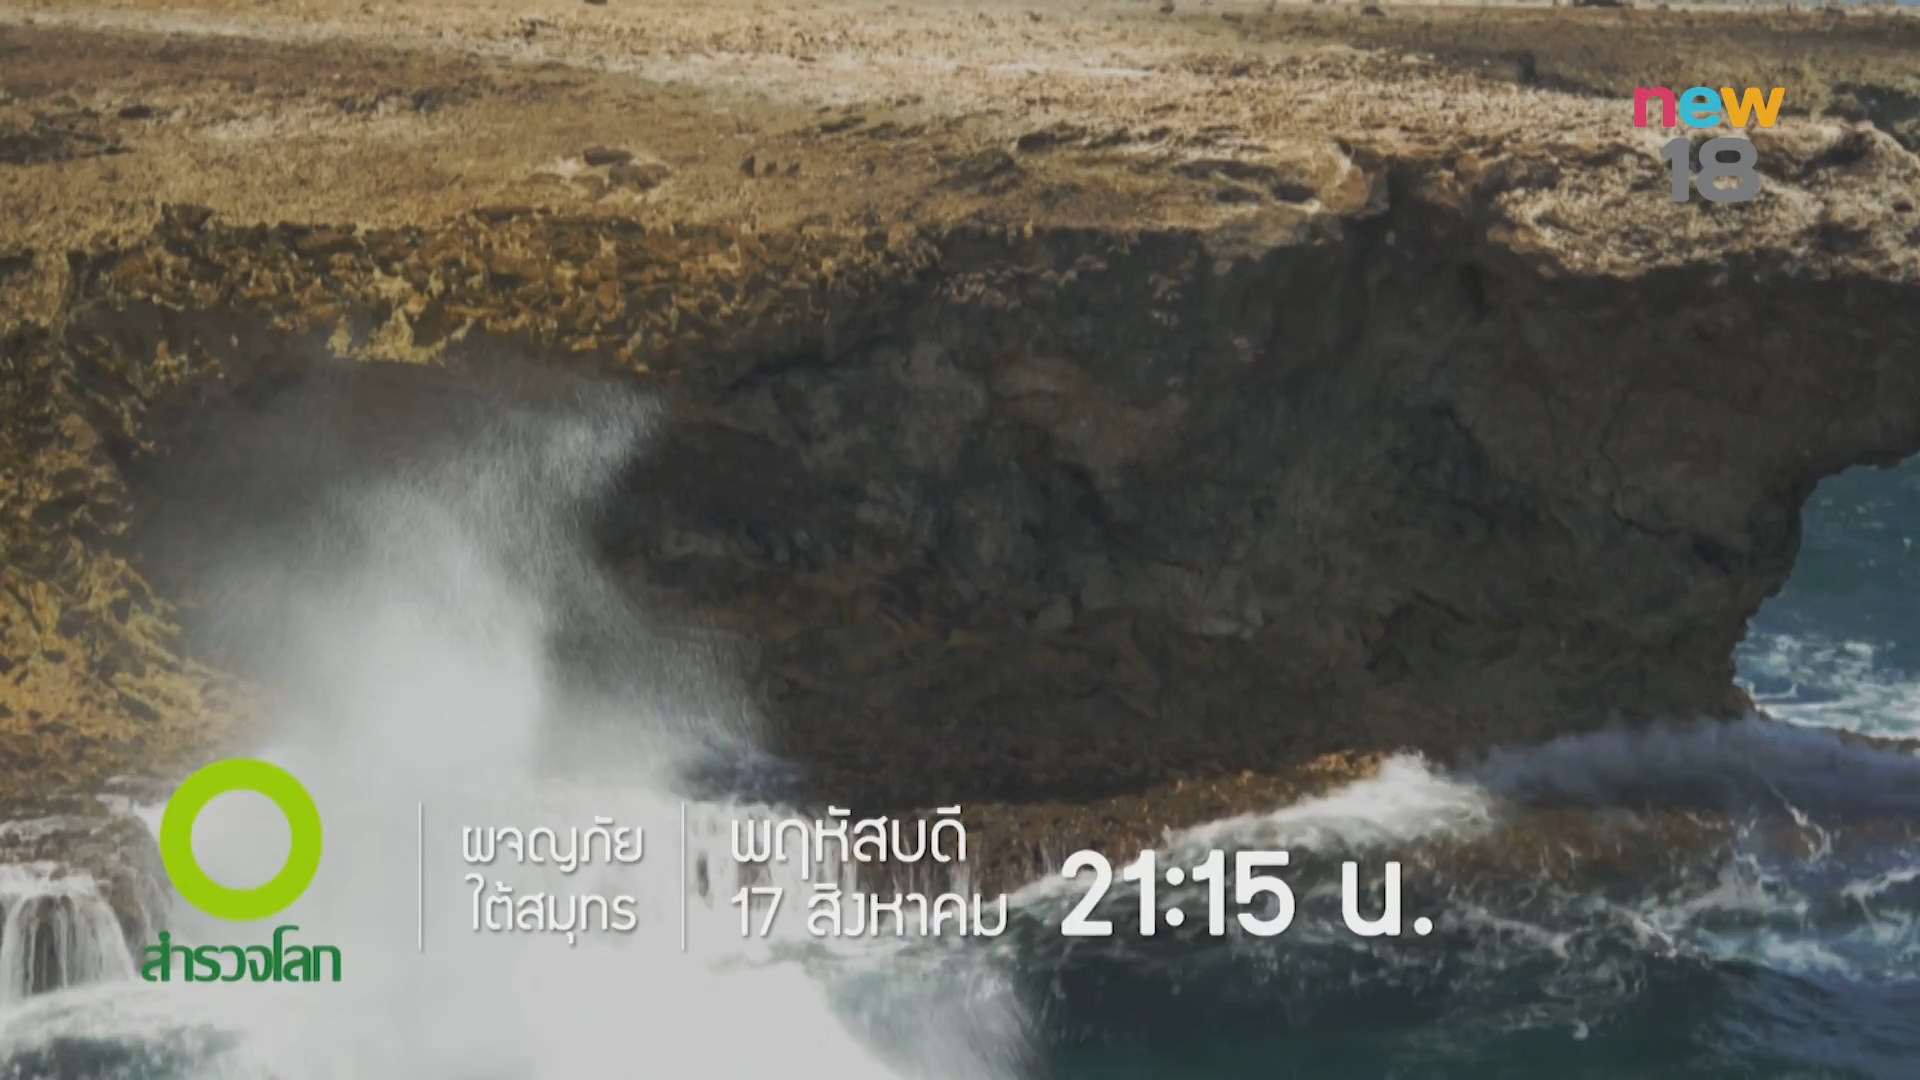 new
18
สำรวจโลก
ผจญภัย
ใต้สมุทร
พฤหัสบดี
17 สิงหาคม
21:15 น.